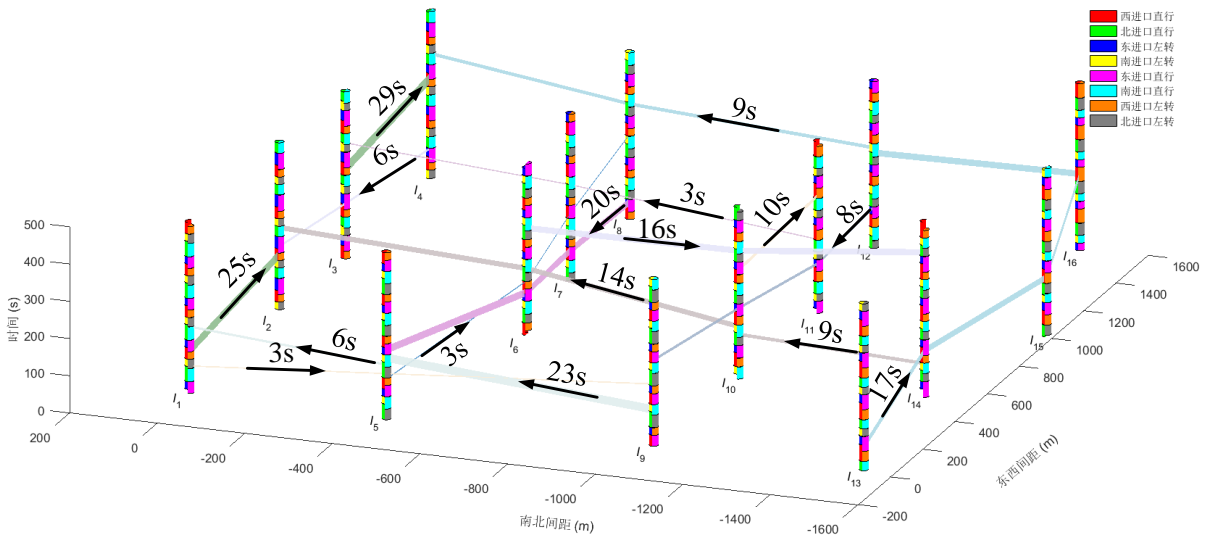 西进口直行
北进口直行
东进口左转
南进口左转
东进口直行
南进口直行
西进口左转
北进口左转
29s
6s
9s
25s
20s
3s
10s
8s
16s
14s
6s
3s
3s
23s
9s
17s
I4
I3
I8
I12
I16
I2
I7
I11
I15
I1
I6
I10
I14
I5
I9
I13
时间 (s)
500
400
300
200
100
0
200
0
-200
-400
-600
-800
-1000
-1200
-1400
-1600
南北间距 (m)
-200
0
200
400
600
800
1000
1200
1400
1600
东西间距 (m)